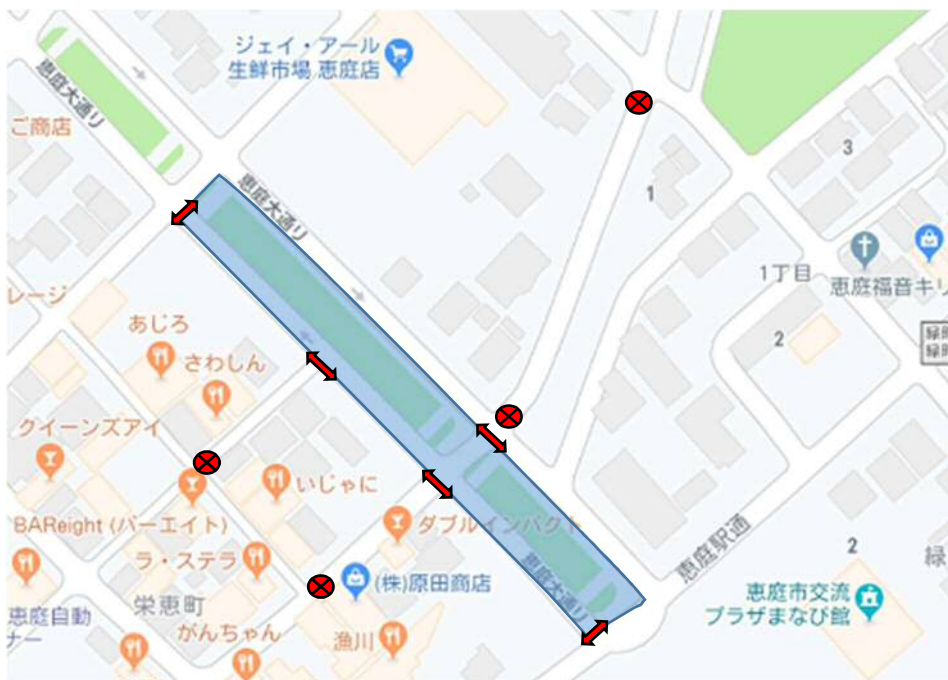 ジェイ・アール
生鮮市場 恵庭店
恵庭大通り
ご商店
3
恵庭大通り
1
1丁目
恵庭福音キリ
レージ
あじろ
さわしん
2
クイーンズアイ
いじゃに
BAReight (バーエイト)
ダブルインパクト
恵庭駅通
2
緑
ラ・ステラ
(株)原田商店
恵庭大通り
恵庭市交流
プラザまなび館
栄恵町
恵庭自動
ナー
がんちゃん
漁川